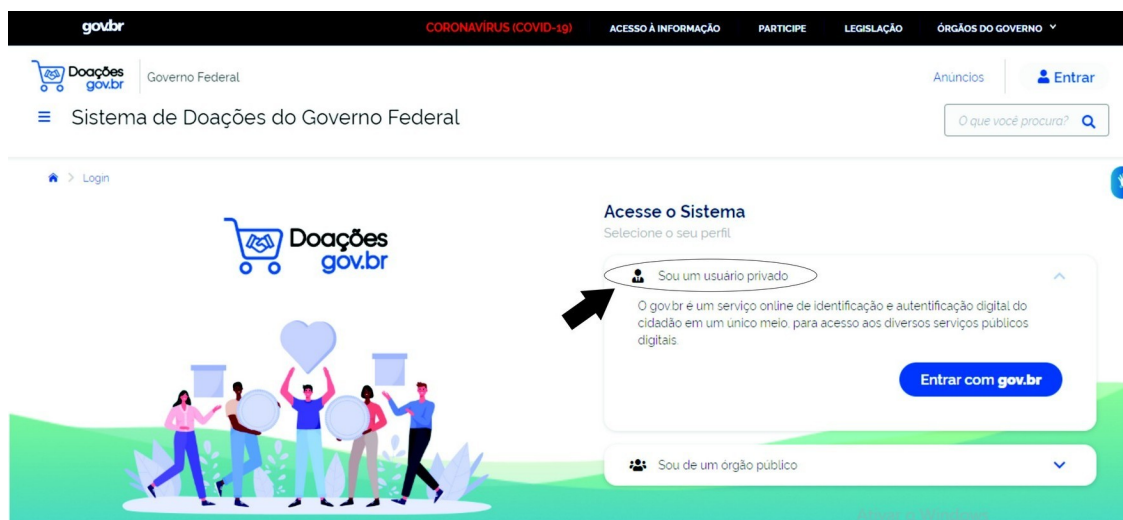 gov.br CORONAVÍRUS (COVID-19) ACESSO À INFORMAÇÃO PARTICIPE LEGISLAÇÃO ÓRGÃOS DO GOVERNO
Doações gov.br Governo Federal Anúncios Entrar
Sistema de Doações do Governo Federal O que você procura?
Login
Doações
gov.br
Acesse o Sistema
Selecione o seu perfil
Sou um usuário privado
O gov.br é um serviço online de identificação e autentificação digital do
cidadão em um único meio, para acesso aos diversos serviços públicos
digitais.
Entrar com gov.br
Sou de um órgão público
Ativar o Windows